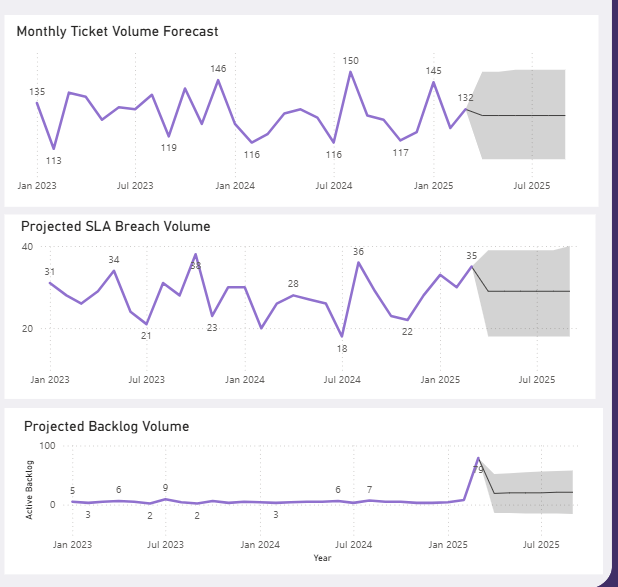 Monthly Ticket Volume Forecast
150
146
145
135
132
119
117
116
116
113
Jan 2023
Jul 2023
Jan 2024
Jul 2024
Jan 2025
Jul 2025
Projected SLA Breach Volume
40
20
31
34
38
28
36
35
21
23
18
22
Jan 2023
Jul 2023
Jan 2024
Jul 2024
Jan 2025
Jul 2025
Projected Backlog Volume
Active Backlog
100
0
5
6
9
6
7
79
3
2
2
3
Jan 2023
Jul 2023
Jan 2024
Jul 2024
Jan 2025
Jul 2025
Year